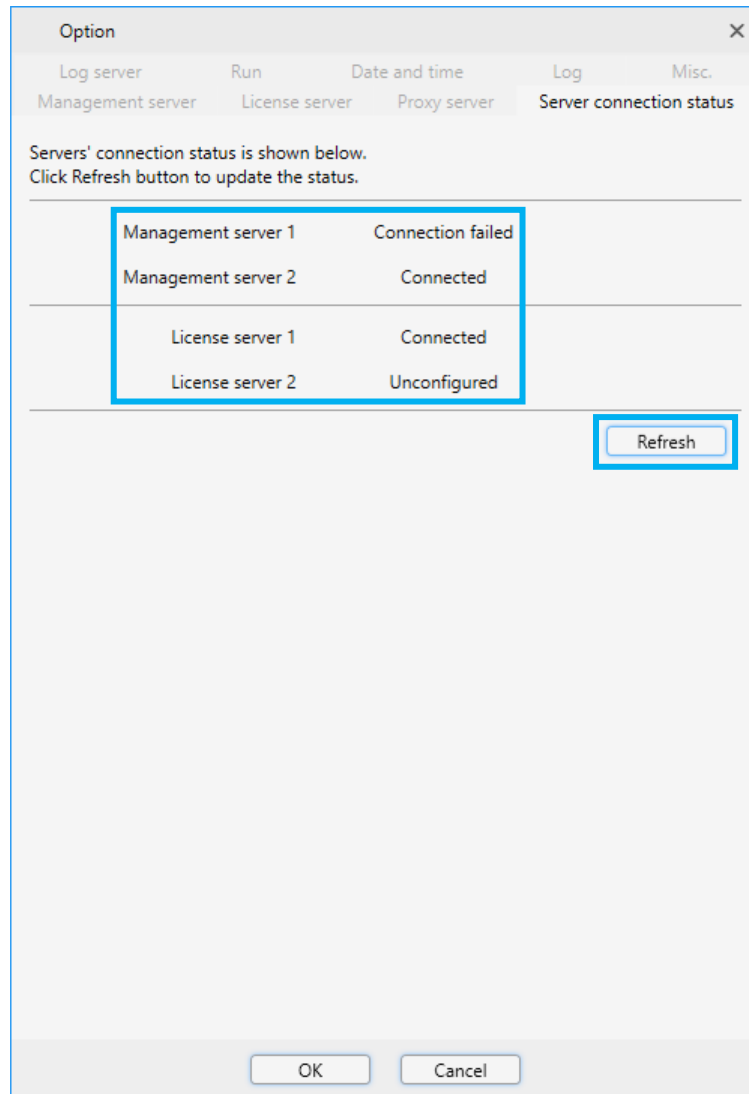 Option
Log server Run Date and time Log Misc.
Management server License server Proxy server Server connection status
Servers' connection status is shown below.
Click Refresh button to update the status.
Management server 1 Connection failed
Management server 2 Connected
License server 1 Connected
License server 2 Unconfigured
Refresh
OK Cancel